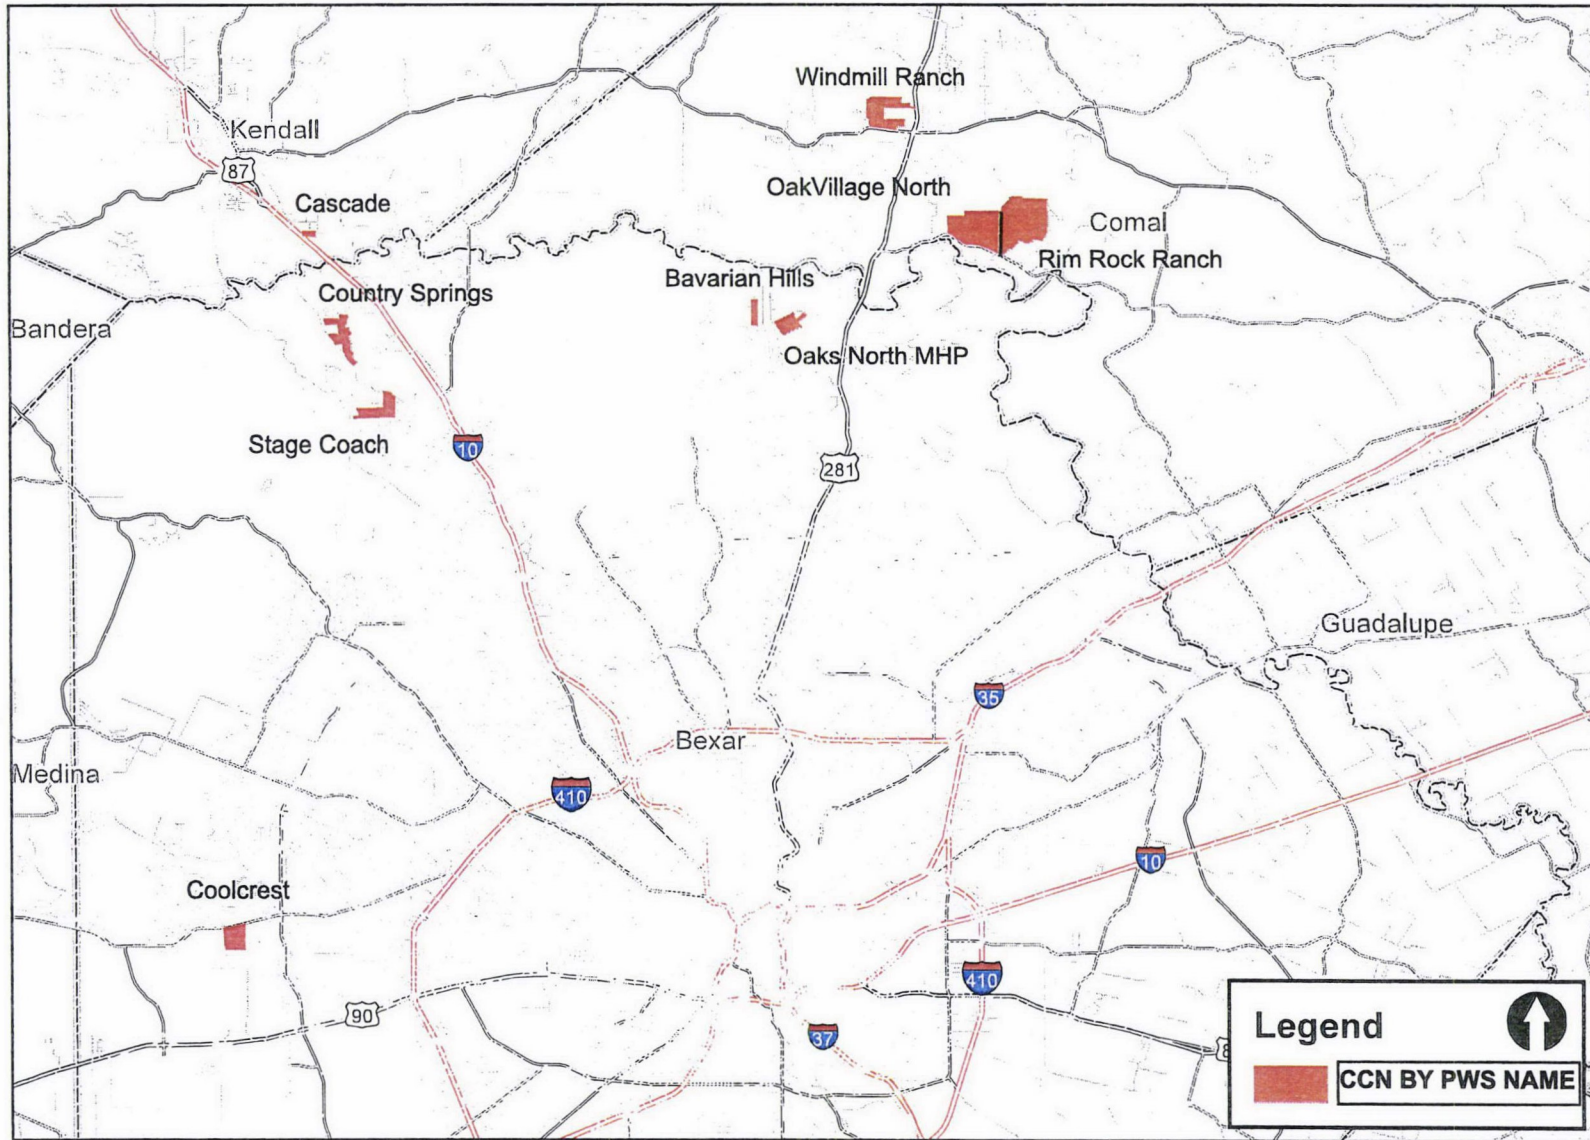 Windmill Ranch
Kendall
87
OakVillage North
Cascade
Comal
Rim Rock Ranch
Bavarian Hills
Country Springs
Bandera
Oaks North MHP
Stage Coach
10
281
Guadalupe
35
Bexar
Medina
410
10
Coolcrest
410
90
37
Legend
CCN BY PWS NAME